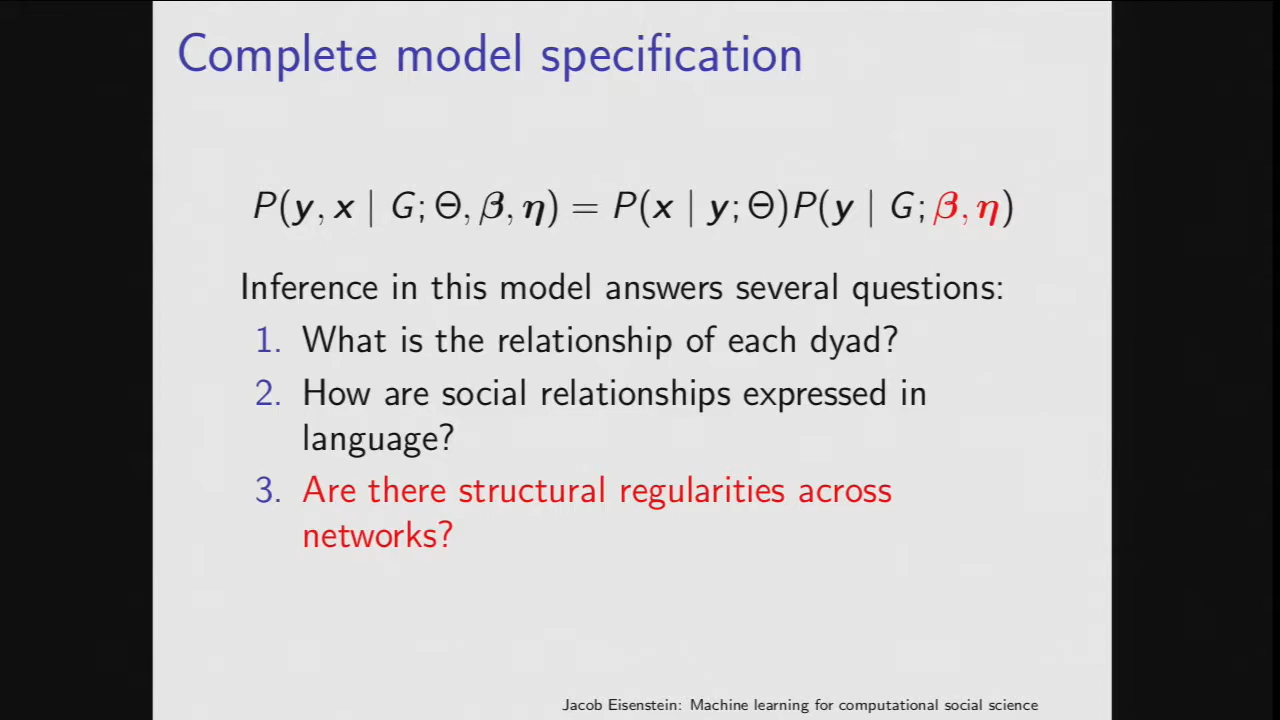 Complete model specification
P(y, x | G; Θ, β, η) = P(x | y; Θ)P(y | G; β, η)
Inference in this model answers several questions:
1. What is the relationship of each dyad?
2. How are social relationships expressed in
language?
3. Are there structural regularities across
networks?
Jacob Eisenstein: Machine learning for computational social science